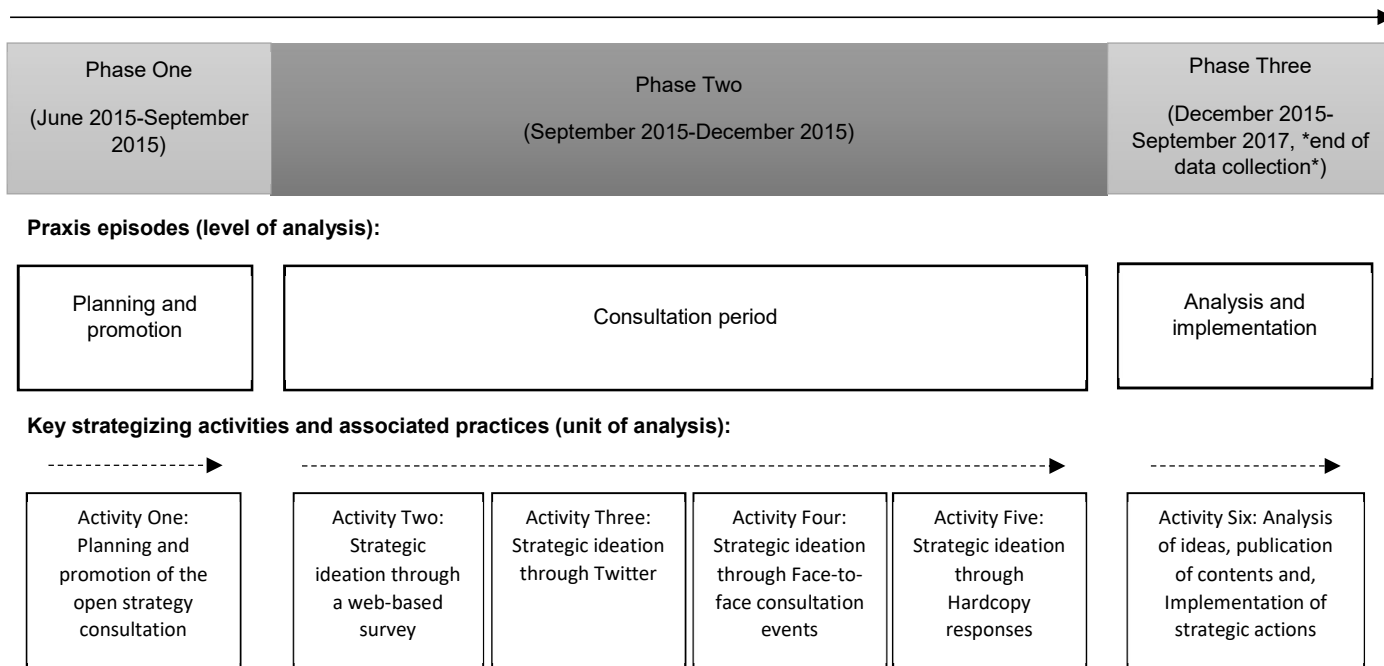 Phase One
(June 2015-September
2015)
Phase Two
(September 2015-December 2015)
Phase Three
(December 2015-
September 2017, *end of
data collection*)
Praxis episodes (level of analysis):
Planning and
promotion
Consultation period
Analysis and
implementation
Key strategizing activities and associated practices (unit of analysis):
Activity One:
Planning and
promotion of the
open strategy
consultation
Activity Two:
Strategic
ideation through
a web-based
survey
Activity Three:
Strategic ideation
through Twitter
Activity Four:
Strategic ideation
through Face-to-
face consultation
events
Activity Five:
Strategic ideation
through
Hardcopy
responses
Activity Six: Analysis
of ideas, publication
of contents and,
Implementation of
strategic actions